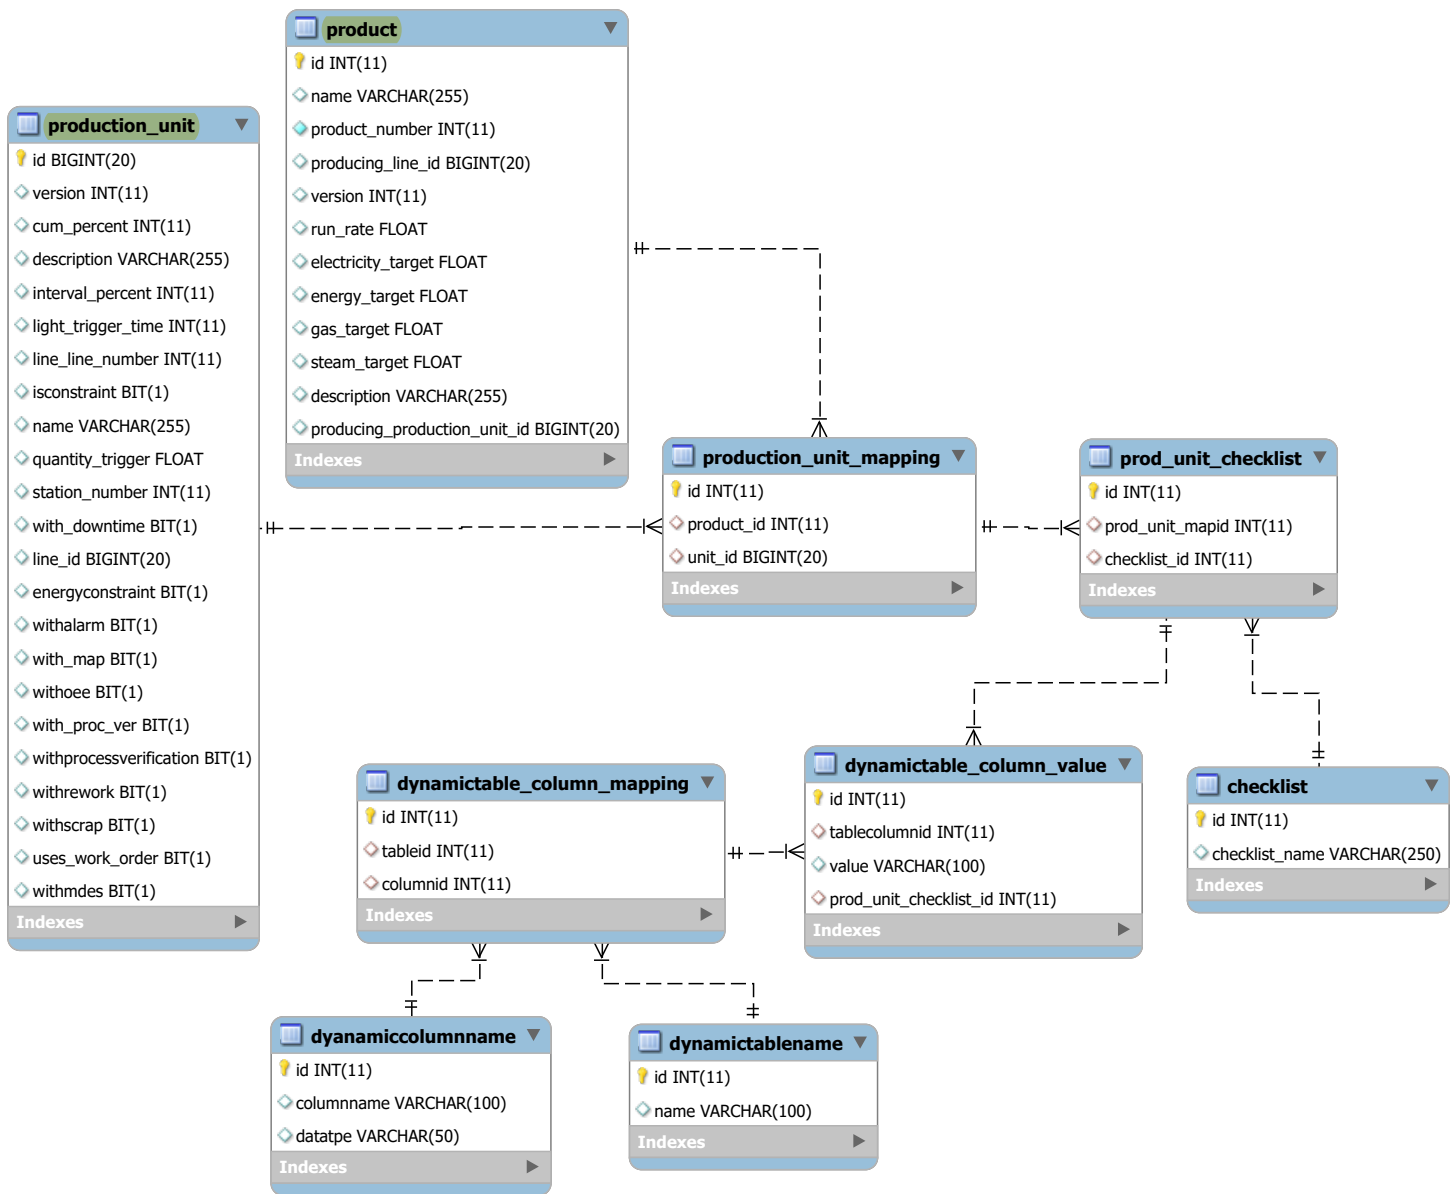 product
id INT(11)
name VARCHAR(255)
product_number INT(11)
producing_line_id BIGINT(20)
version INT(11)
run_rate FLOAT
electricity_target FLOAT
energy_target FLOAT
gas_target FLOAT
steam_target FLOAT
description VARCHAR(255)
producing_production_unit_id BIGINT(20)
Indexes
production_unit
id BIGINT(20)
version INT(11)
cum_percent INT(11)
description VARCHAR(255)
interval_percent INT(11)
light_trigger_time INT(11)
line_line_number INT(11)
isconstraint BIT(1)
name VARCHAR(255)
quantity_trigger FLOAT
station_number INT(11)
with_downtime BIT(1)
line_id BIGINT(20)
energyconstraint BIT(1)
withalarm BIT(1)
with_map BIT(1)
withoee BIT(1)
with_proc_ver BIT(1)
withprocessverification BIT(1)
withrework BIT(1)
withscrap BIT(1)
uses_work_order BIT(1)
withmdes BIT(1)
Indexes
production_unit_mapping
id INT(11)
product_id INT(11)
unit_id BIGINT(20)
Indexes
prod_unit_checklist
id INT(11)
prod_unit_mapid INT(11)
checklist_id INT(11)
Indexes
dynamictable_column_mapping
id INT(11)
tableid INT(11)
columnid INT(11)
Indexes
dynamictable_column_value
id INT(11)
tablecolumnid INT(11)
value VARCHAR(100)
prod_unit_checklist_id INT(11)
Indexes
checklist
id INT(11)
checklist_name VARCHAR(250)
Indexes
dyanamiccolumnname
id INT(11)
columnname VARCHAR(100)
datatpe VARCHAR(50)
Indexes
dynamictablename
id INT(11)
name VARCHAR(100)
Indexes